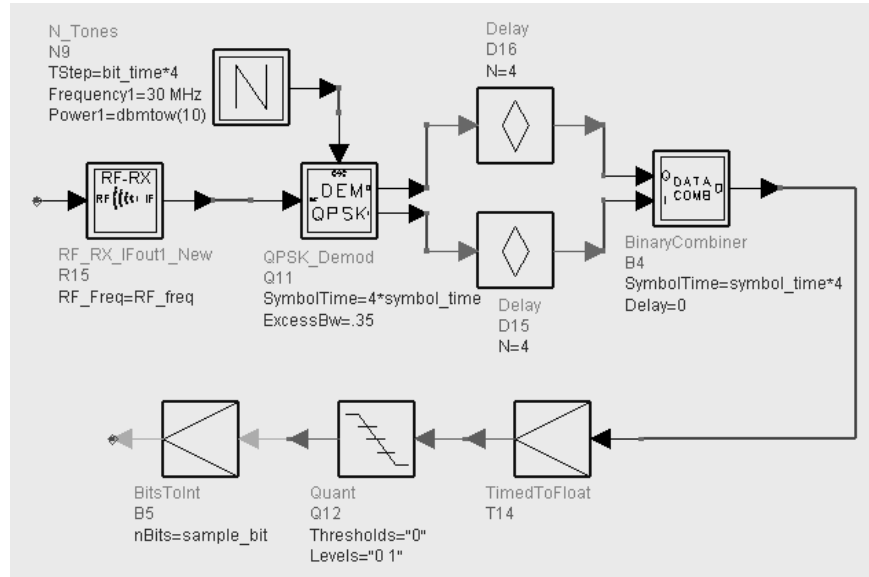 N_Tones
N9
TStep=bit_time*4
Frequency1=30 MHz
Power1=dbmtow(10)
N
Delay
D16
N=4
RF-RX
RF IF
RF_RX_IFout1_New
R15
RF_Freq=RF_freq
DEM
QPSK
QPSK_Demod
Q11
SymbolTime=4*symbol_time
ExcessBw=.35
Delay
D15
N=4
Q DATA
I COMB
BinaryCombiner
B4
SymbolTime=symbol_time*4
Delay=0
BitsToInt
B5
nBits=sample_bit
Quant
Q12
Thresholds="0"
Levels="0 1"
TimedToFloat
T14